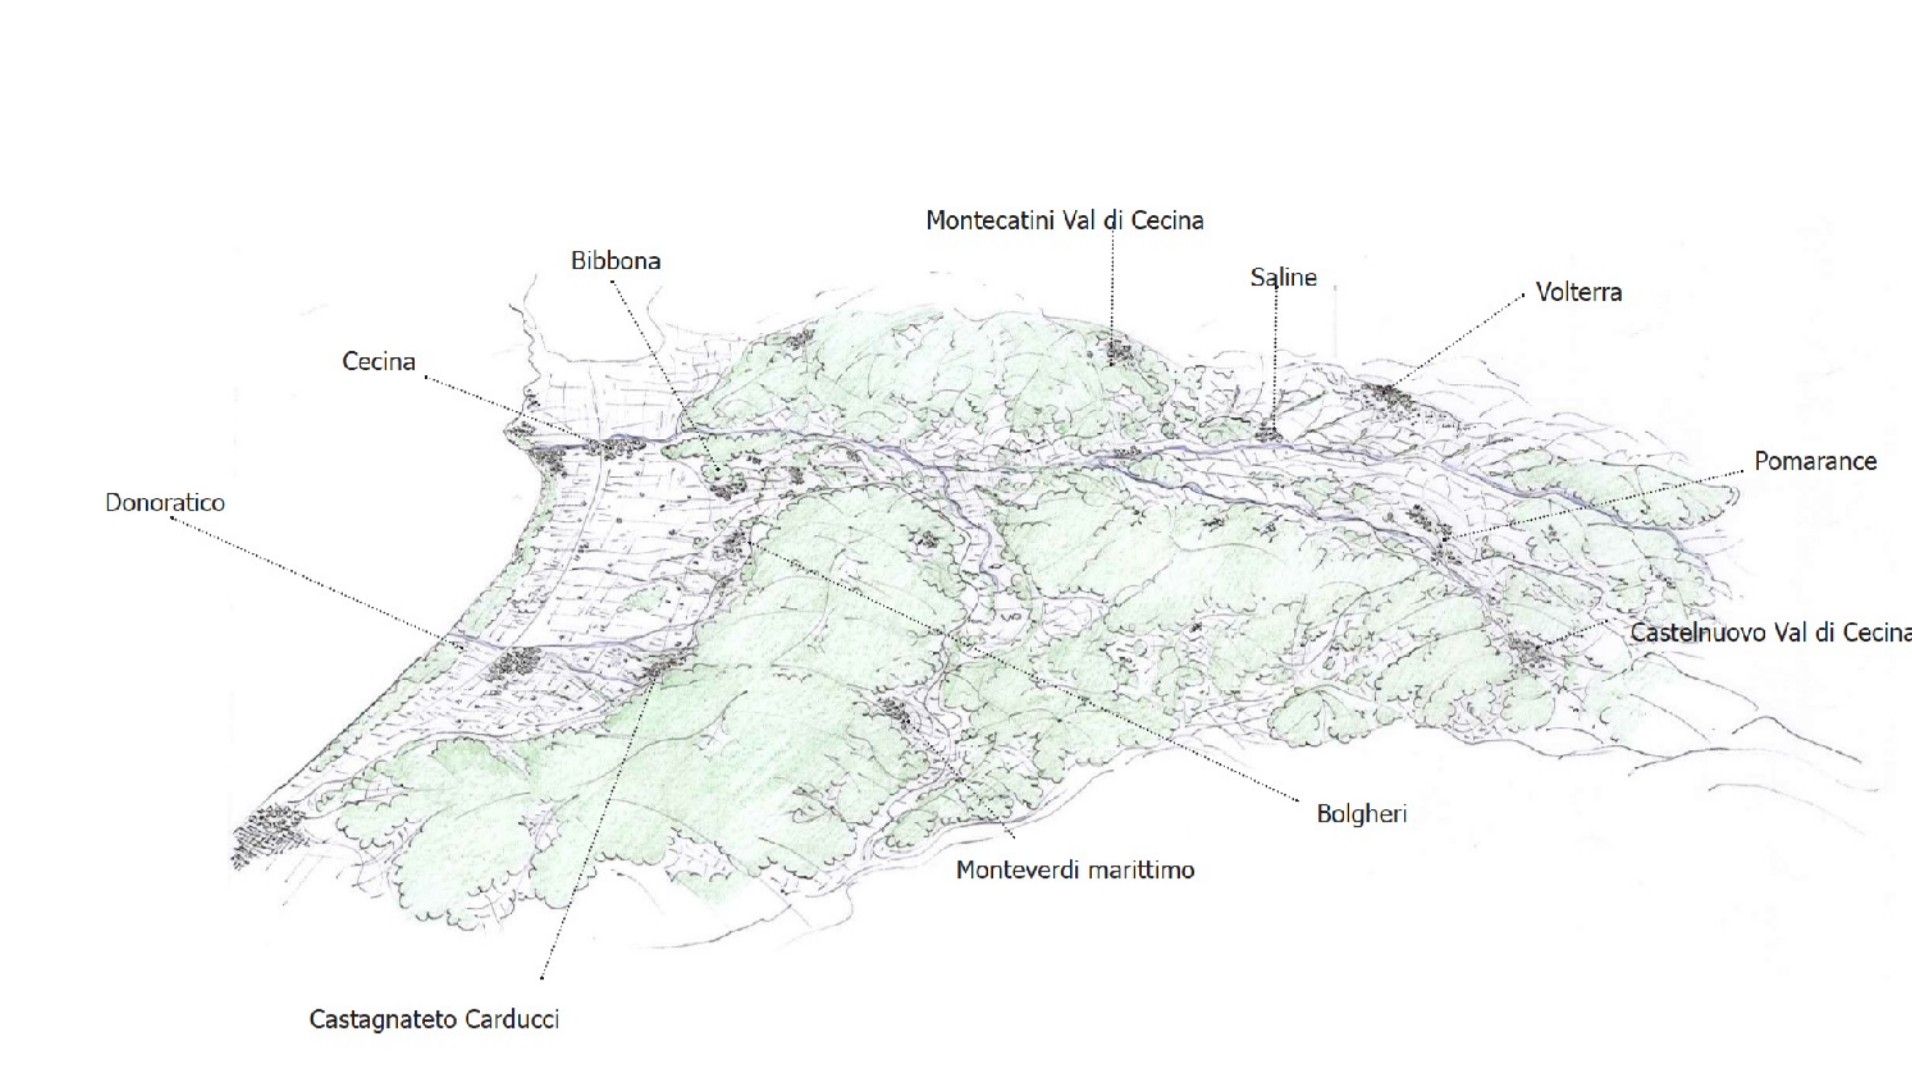 Montecatini Val di Cecina
Bibbona
Saline
Volterra
Cecina
Pomarance
Donoratico
Castelnuovo Val di Cecina
Bolgheri
Monteverdi marittimo
Castagnateto Carducci